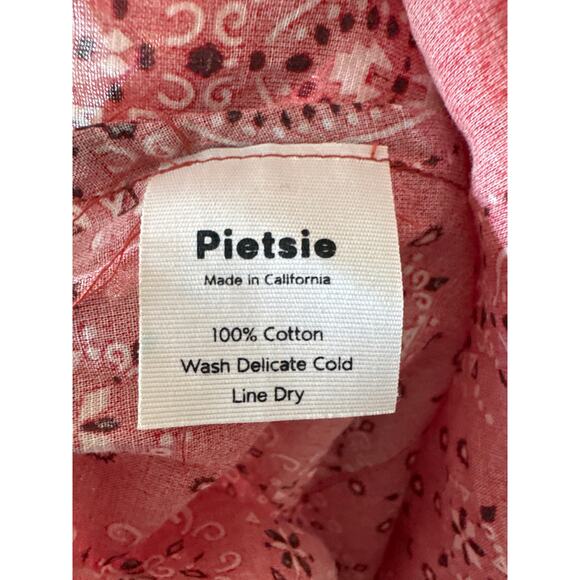 Pietsie
Made in California
100% Cotton
Wash Delicate Cold
Line Dry